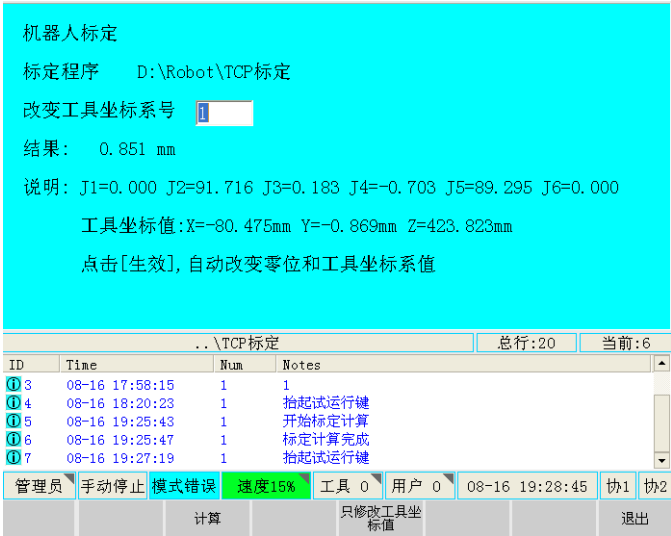 机器人标定
标定程序 D:\Robot\TCP标定
改变工具坐标系号 1
结果: 0.851 mm
说明: J1=0.000 J2=91.716 J3=0.183 J4=-0.703 J5=89.295 J6=0.000
工具坐标值:X=-80.475mm Y=-0.869mm Z=423.823mm
点击[生效],自动改变零位和工具坐标系值
..\TCP标定 总行:20 当前:6
ID Time Num Notes
3 08-16 17:58:15 1 1
4 08-16 18:20:23 1 抬起试运行键
5 08-16 19:25:43 1 开始标定计算
6 08-16 19:25:47 1 标定计算完成
7 08-16 19:27:19 1 抬起试运行键
管理员 手动停止 模式错误 速度15% 工具 0 用户 0 08-16 19:28:45 协1 协2
计算 只修改工具坐 退出
标值